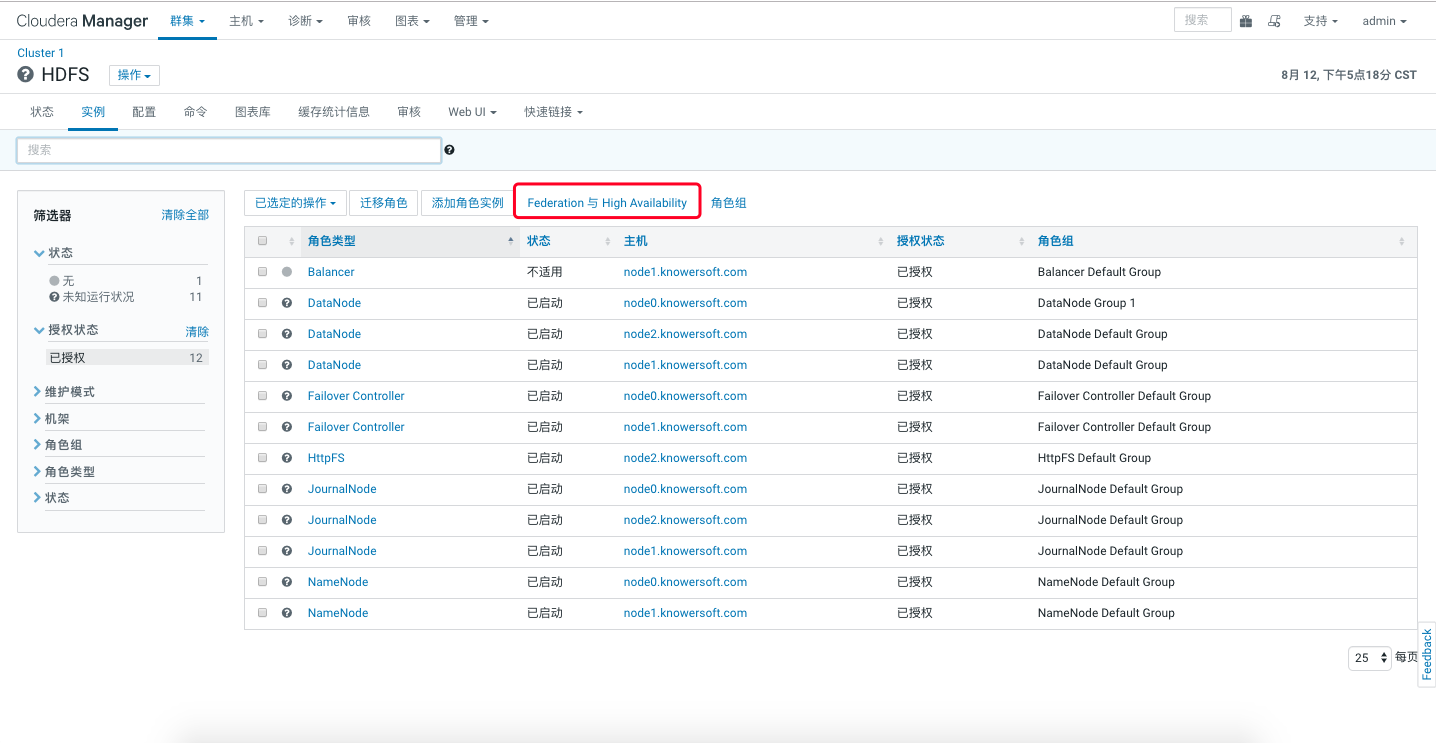 Cloudera Manager 群集 主机 诊断 审核 图表 管理 搜索 支持 admin
Cluster 1
HDFS 操作 8月 12, 下午5点18分 CST
状态 实例 配置 命令 图表库 缓存统计信息 审核 Web UI 快速链接
搜索
筛选器 清除全部
状态
无 1
未知运行状况 11
授权状态 清除
已授权 12
维护模式
机架
角色组
角色类型
状态
已选定的操作 迁移角色 添加角色实例 Federation 与 High Availability 角色组
角色类型 状态 主机 授权状态 角色组
Balancer 不适用 node1.knowersoft.com 已授权 Balancer Default Group
DataNode 已启动 node0.knowersoft.com 已授权 DataNode Group 1
DataNode 已启动 node2.knowersoft.com 已授权 DataNode Default Group
DataNode 已启动 node1.knowersoft.com 已授权 DataNode Default Group
Failover Controller 已启动 node0.knowersoft.com 已授权 Failover Controller Default Group
Failover Controller 已启动 node1.knowersoft.com 已授权 Failover Controller Default Group
HttpFS 已启动 node2.knowersoft.com 已授权 HttpFS Default Group
JournalNode 已启动 node0.knowersoft.com 已授权 JournalNode Default Group
JournalNode 已启动 node2.knowersoft.com 已授权 JournalNode Default Group
JournalNode 已启动 node1.knowersoft.com 已授权 JournalNode Default Group
NameNode 已启动 node0.knowersoft.com 已授权 NameNode Default Group
NameNode 已启动 node1.knowersoft.com 已授权 NameNode Default Group
25 每页
Feedback